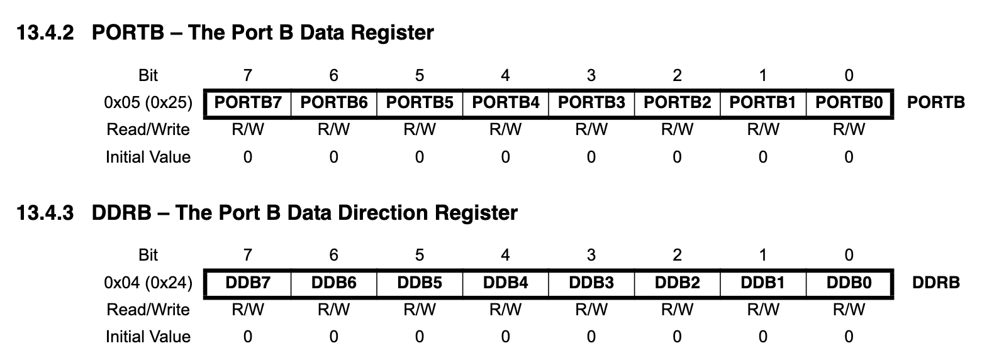 13.4.2 PORTB – The Port B Data Register
Bit 7 6 5 4 3 2 1 0
0x05 (0x25) PORTB7 PORTB6 PORTB5 PORTB4 PORTB3 PORTB2 PORTB1 PORTB0 PORTB
Read/Write R/W R/W R/W R/W R/W R/W R/W R/W
Initial Value 0 0 0 0 0 0 0 0
13.4.3 DDRB – The Port B Data Direction Register
Bit 7 6 5 4 3 2 1 0
0x04 (0x24) DDB7 DDB6 DDB5 DDB4 DDB3 DDB2 DDB1 DDB0 DDRB
Read/Write R/W R/W R/W R/W R/W R/W R/W R/W
Initial Value 0 0 0 0 0 0 0 0